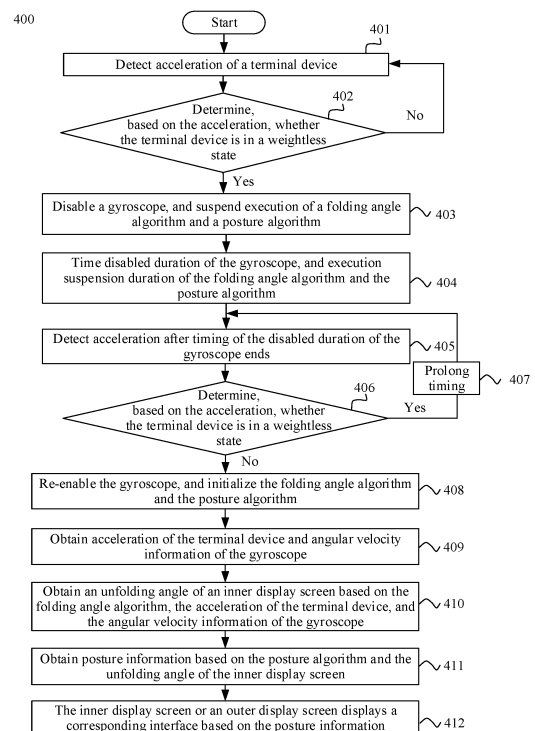 400
Start
401
Detect acceleration of a terminal device
402
Determine,
based on the acceleration, whether
the terminal device is in a weightless
state
No
Yes
Disable a gyroscope, and suspend execution of a folding angle
algorithm and a posture algorithm
403
Time disabled duration of the gyroscope, and execution
suspension duration of the folding angle algorithm and the
posture algorithm
404
Detect acceleration after timing of the disabled duration of the
gyroscope ends
405
Prolong
timing
407
406
Determine,
based on the acceleration, whether
the terminal device is in a weightless
state
Yes
No
Re-enable the gyroscope, and initialize the folding angle algorithm
and the posture algorithm
408
Obtain acceleration of the terminal device and angular velocity
information of the gyroscope
409
Obtain an unfolding angle of an inner display screen based on the
folding angle algorithm, the acceleration of the terminal device, and
the angular velocity information of the gyroscope
410
Obtain posture information based on the posture algorithm and the
unfolding angle of the inner display screen
411
The inner display screen or an outer display screen displays a
corresponding interface based on the posture information
412